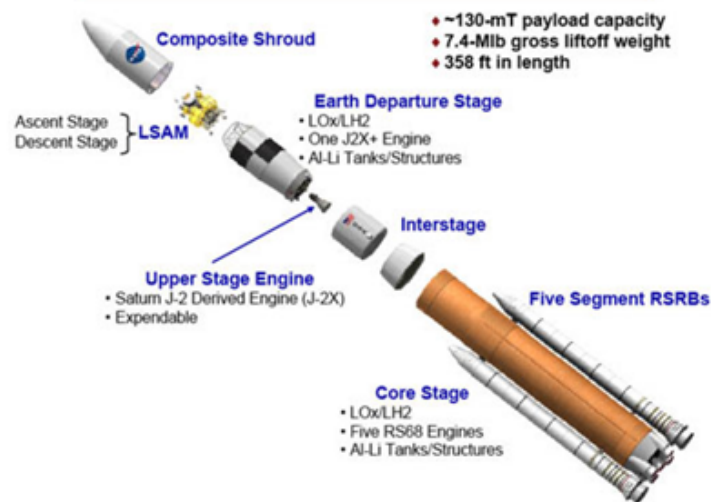 Composite Shroud
♦ ~130-mT payload capacity
♦ 7.4-Mlb gross liftoff weight
♦ 358 ft in length
Ascent Stage
Descent Stage
LSAM
Earth Departure Stage
• LOx/LH2
• One J2X+ Engine
• Al-Li Tanks/Structures
Interstage
Upper Stage Engine
• Saturn J-2 Derived Engine (J-2X)
• Expendable
Five Segment RSRBs
Core Stage
• LOx/LH2
• Five RS68 Engines
• Al-Li Tanks/Structures